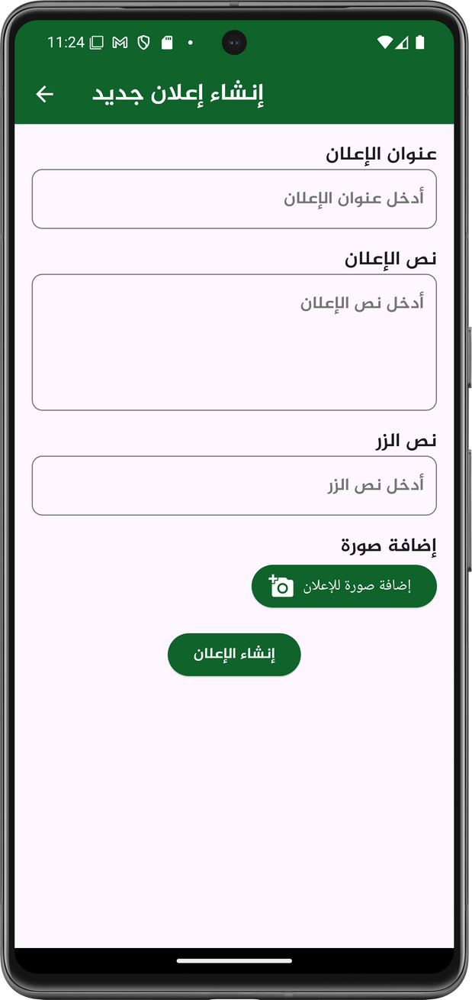 11:24
إنشاء إعلان جديد
عنوان الإعلان
أدخل عنوان الإعلان
نص الإعلان
أدخل نص الإعلان
نص الزر
أدخل نص الزر
إضافة صورة
إضافة صورة للإعلان
إنشاء الإعلان